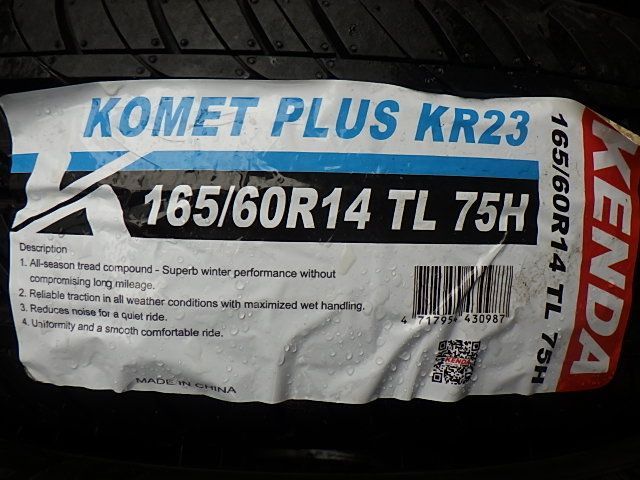 KOMET PLUS KR23
165/60R14 TL 75H
Description
1. All-season tread compound - Superb winter performance without
compromising long mileage.
2. Reliable traction in all weather conditions with maximized wet handling.
3. Reduces noise for a quiet ride.
4. Uniformity and a smooth comfortable ride.
4 71795 430987
KENDA
MADE IN CHINA
165/60R14 TL 75H
KENDA